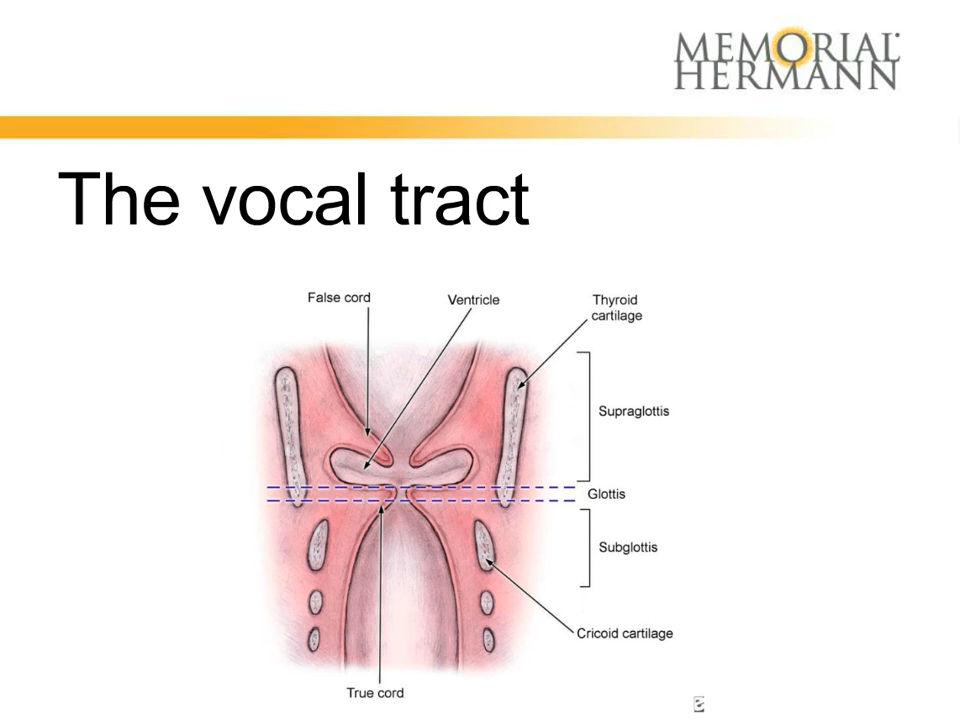 MEMORIAL
HERMANN
The vocal tract
False cord
Ventricle
Thyroid
cartilage
Supraglottis
Glottis
Subglottis
Cricoid cartilage
True cord